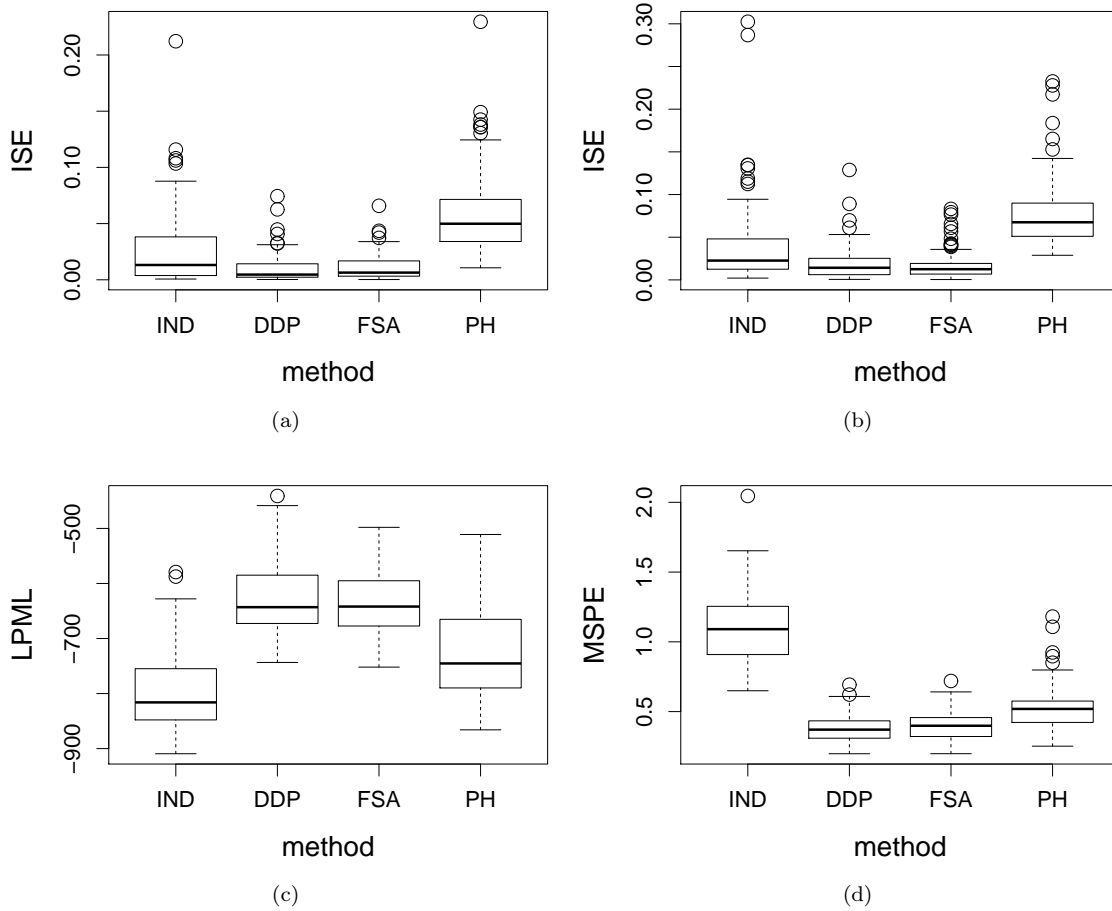 ISE
0.00
0.10
0.20
IND
DDP
FSA
PH
method
(a)
ISE
0.00
0.10
0.20
0.30
IND
DDP
FSA
PH
method
(b)
LPML
−900
−700
−500
IND
DDP
FSA
PH
method
(c)
MSPE
0.5
1.0
1.5
2.0
IND
DDP
FSA
PH
method
(d)